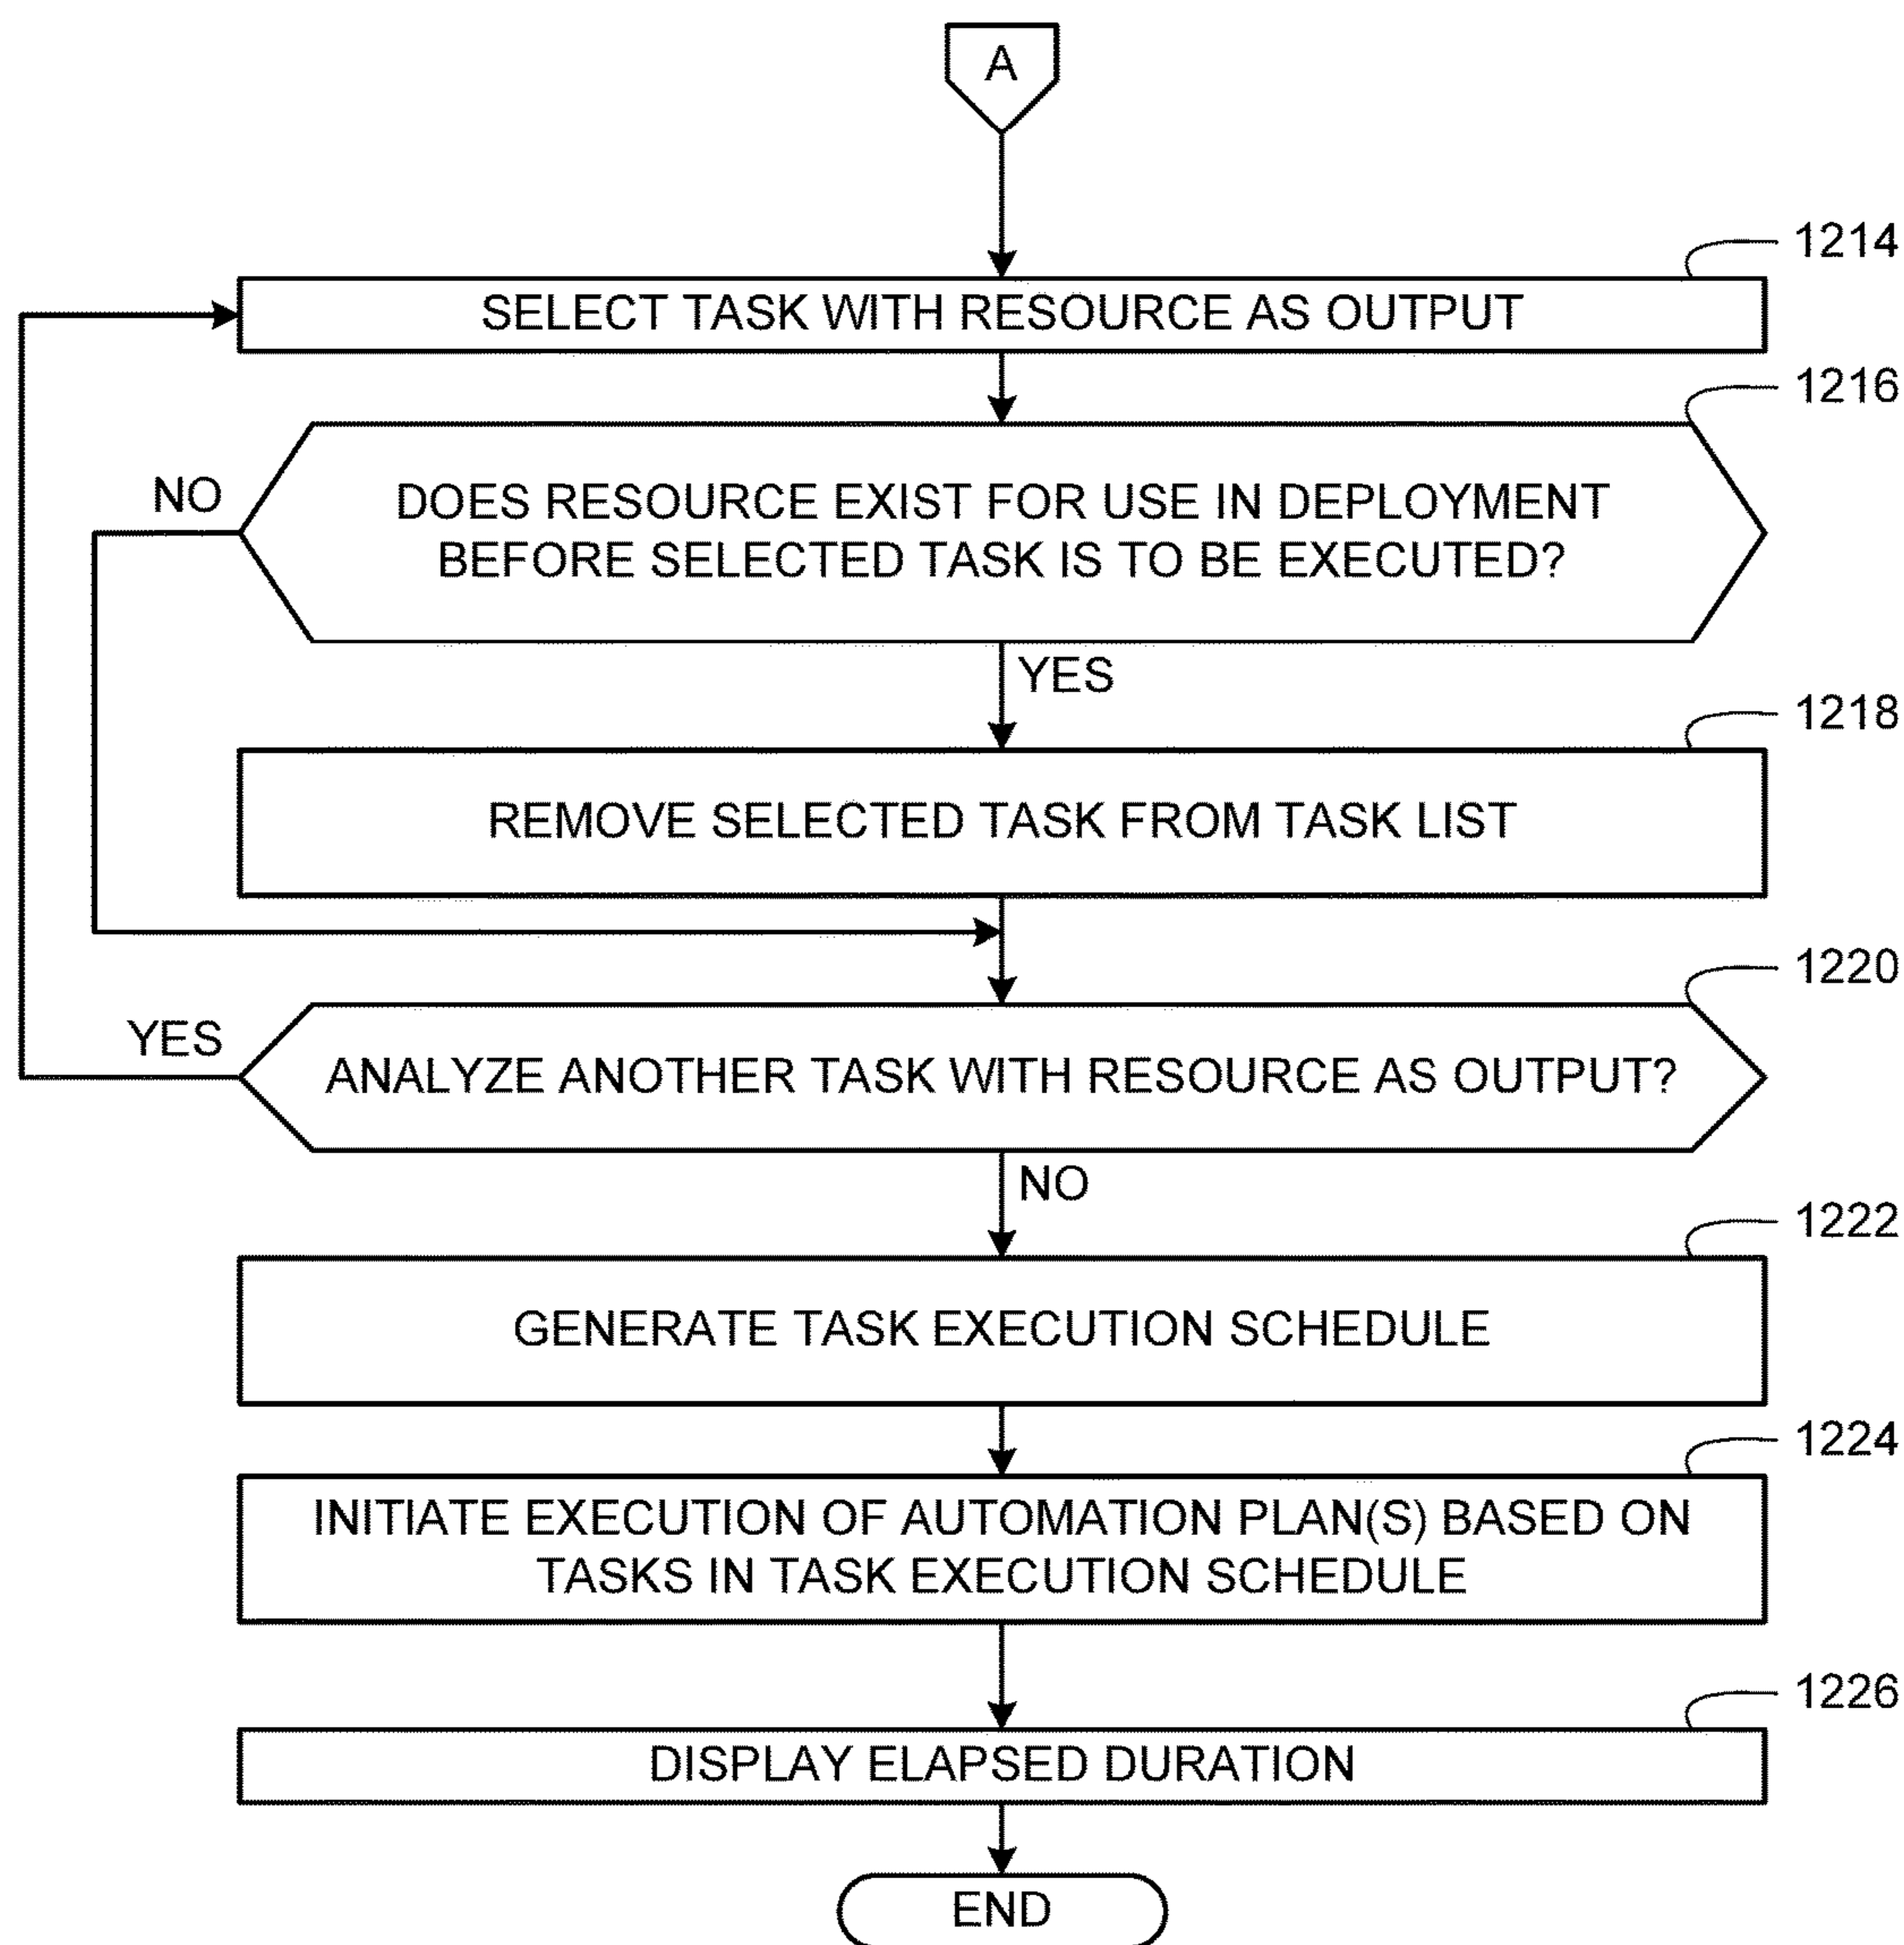 A
1214
SELECT TASK WITH RESOURCE AS OUTPUT
1216
NO
DOES RESOURCE EXIST FOR USE IN DEPLOYMENT
BEFORE SELECTED TASK IS TO BE EXECUTED?
YES
1218
REMOVE SELECTED TASK FROM TASK LIST
1220
YES
ANALYZE ANOTHER TASK WITH RESOURCE AS OUTPUT?
NO
1222
GENERATE TASK EXECUTION SCHEDULE
1224
INITIATE EXECUTION OF AUTOMATION PLAN(S) BASED ON
TASKS IN TASK EXECUTION SCHEDULE
1226
DISPLAY ELAPSED DURATION
END